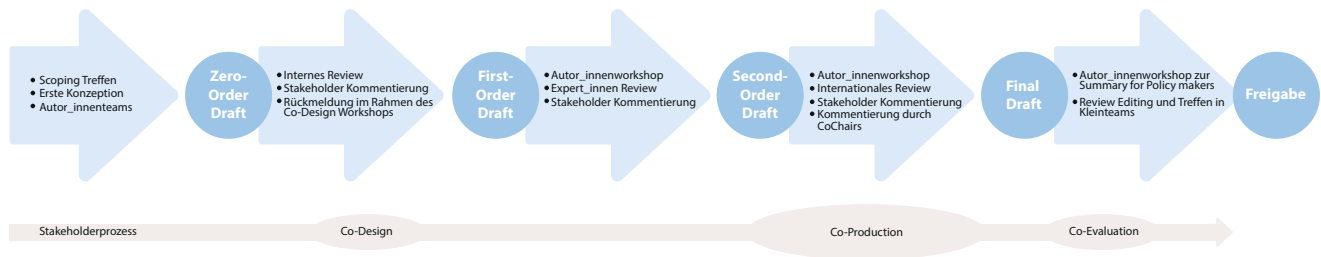 • Scoping Treffen
• Erste Konzeption
• Autor_innenteams
Zero-
Order
Draft
• Internes Review
• Stakeholder Kommentierung
• Rückmeldung im Rahmen des
Co-Design Workshops
First-
Order
Draft
• Autor_innenworkshop
• Expert_innen Review
• Stakeholder Kommentierung
Second-
Order
Draft
• Autor_innenworkshop
• Internationales Review
• Stakeholder Kommentierung
• Kommentierung durch
CoChairs
Final
Draft
• Autor_innenworkshop zur
Summary for Policy makers
• Review Editing und Treffen in
Kleinteams
Freigabe
Stakeholderprozess
Co-Design
Co-Production
Co-Evaluation